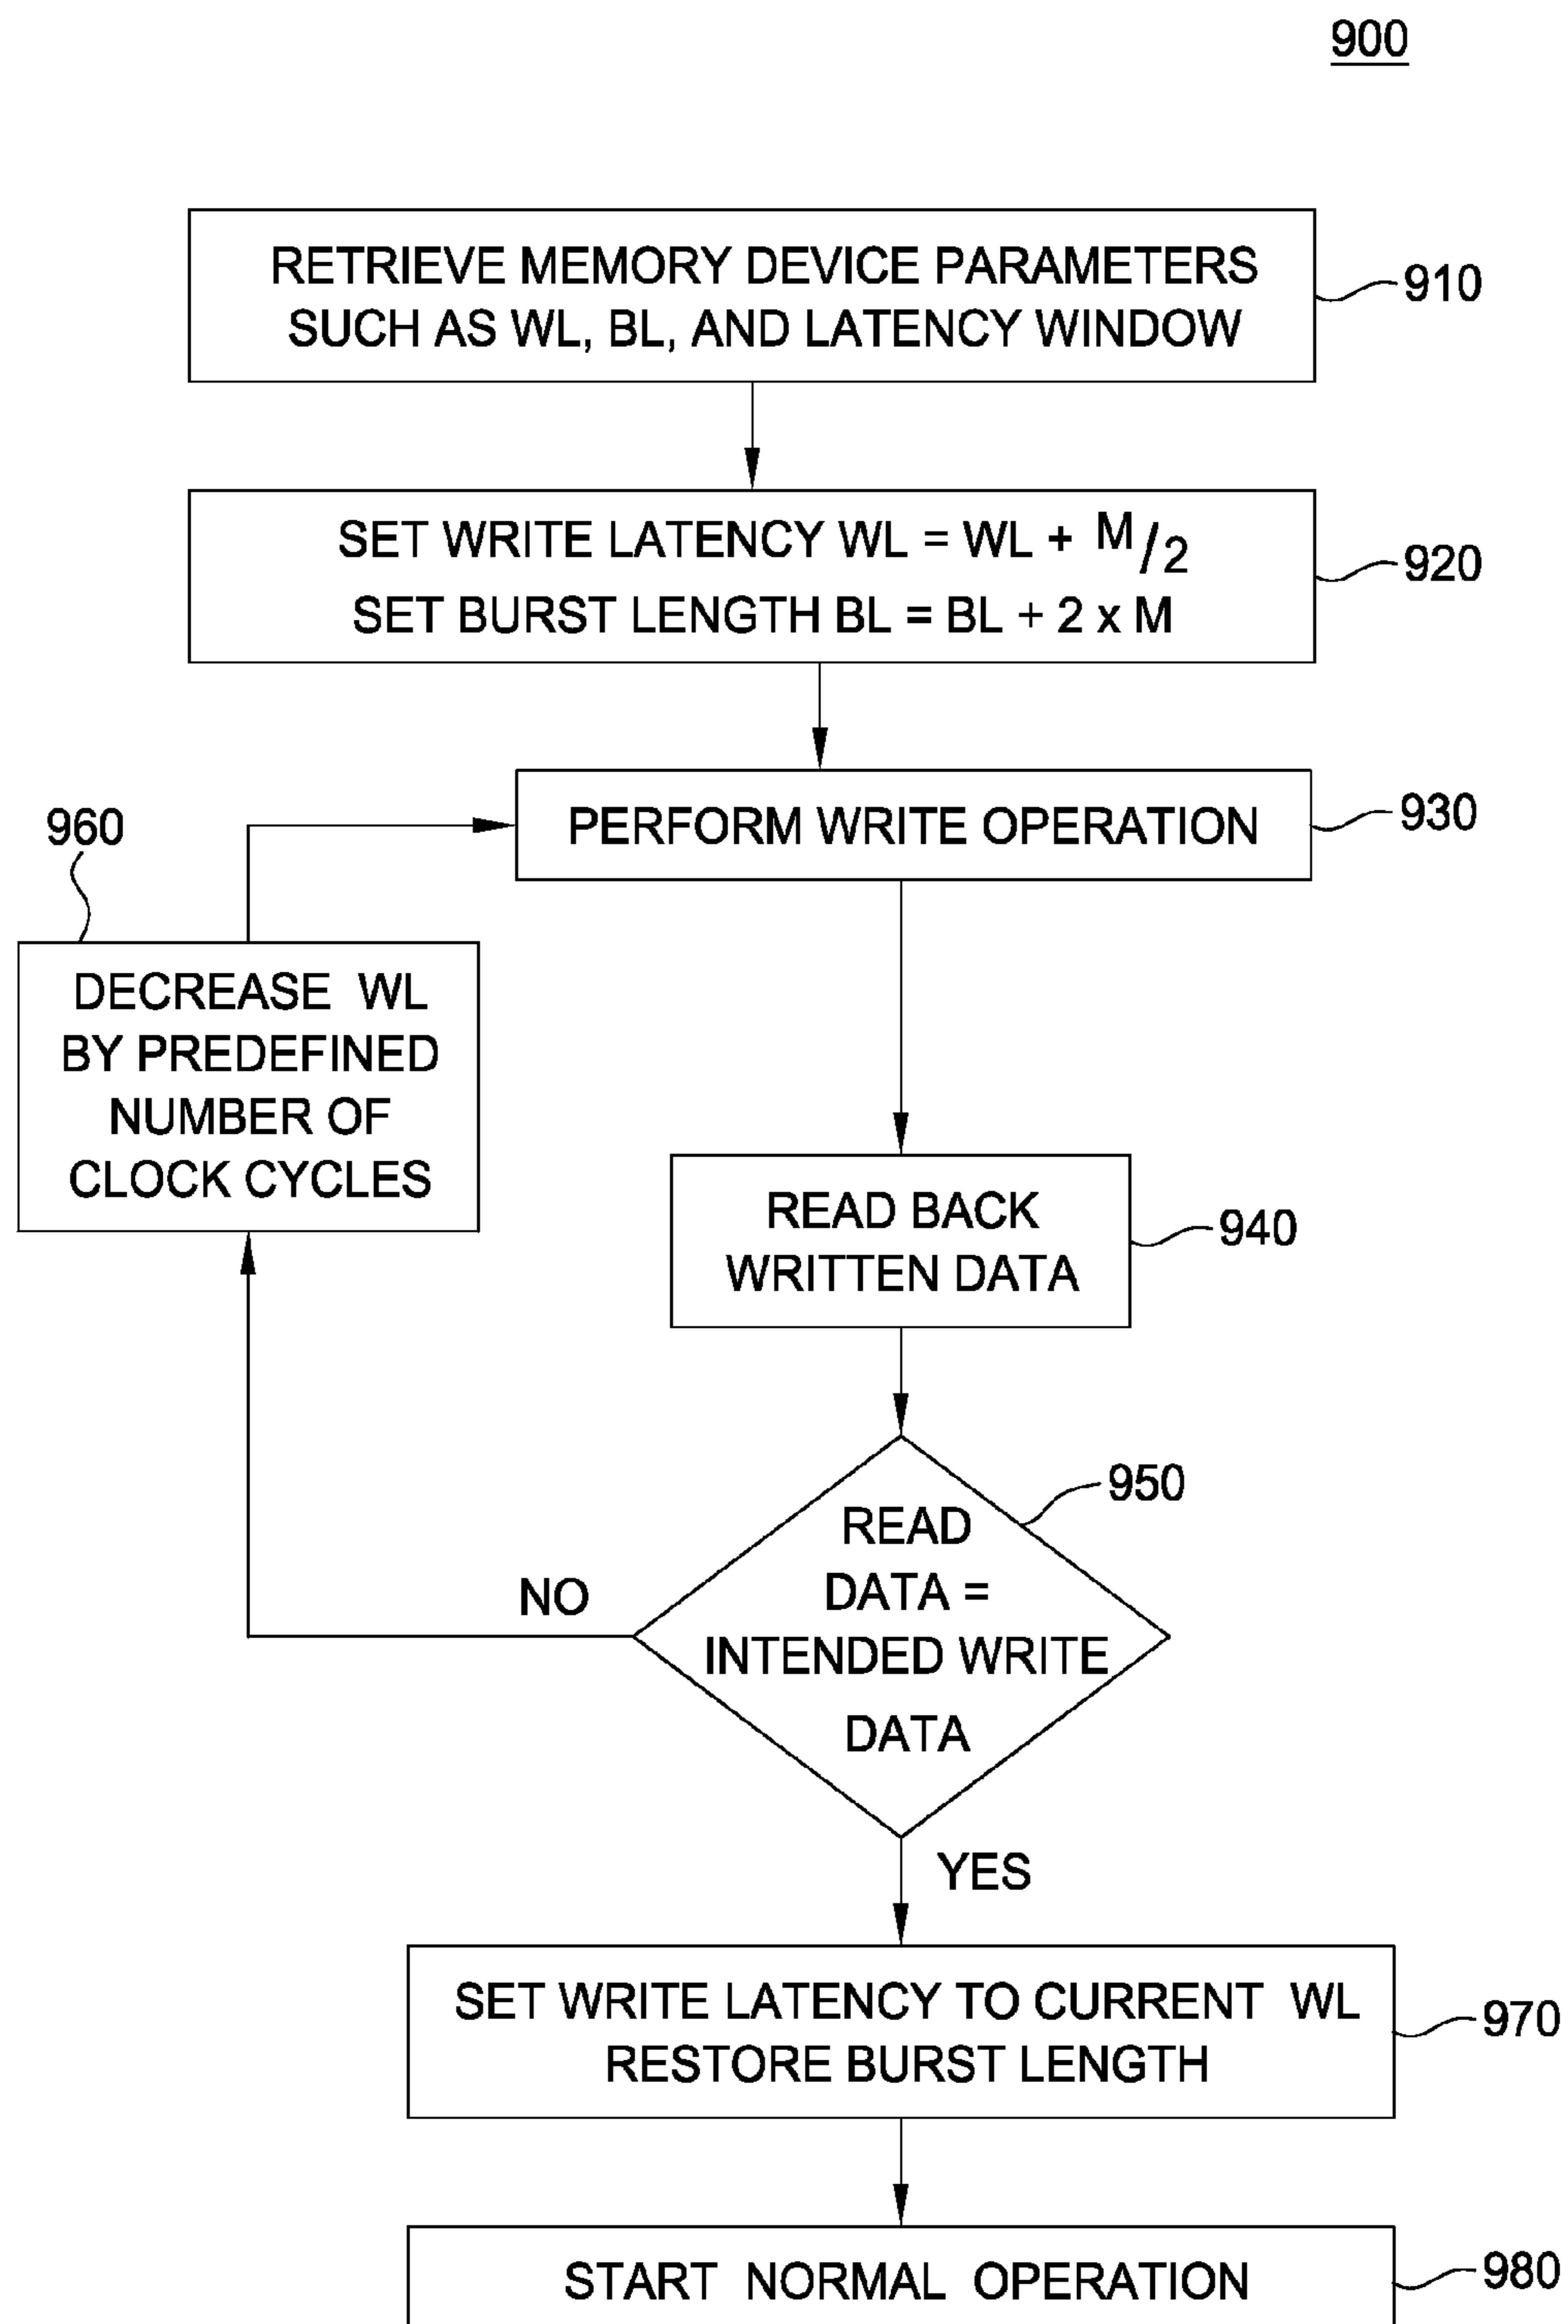 900
RETRIEVE MEMORY DEVICE PARAMETERS
SUCH AS WL, BL, AND LATENCY WINDOW
910
SET WRITE LATENCY WL = WL + M/2
SET BURST LENGTH BL = BL + 2 x M
920
PERFORM WRITE OPERATION
930
960
DECREASE WL
BY PREDEFINED
NUMBER OF
CLOCK CYCLES
READ BACK
WRITTEN DATA
940
950
READ
DATA =
INTENDED WRITE
DATA
NO
YES
SET WRITE LATENCY TO CURRENT WL
RESTORE BURST LENGTH
970
START NORMAL OPERATION
980